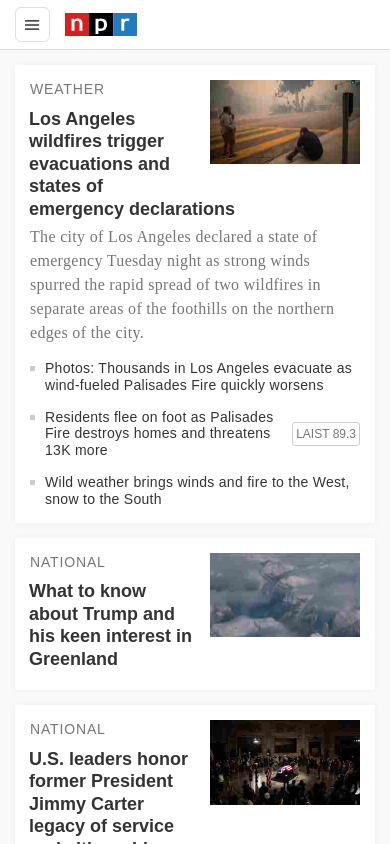 npr
WEATHER
Los Angeles
wildfires trigger
evacuations and
states of
emergency declarations
The city of Los Angeles declared a state of
emergency Tuesday night as strong winds
spurred the rapid spread of two wildfires in
separate areas of the foothills on the northern
edges of the city.
Photos: Thousands in Los Angeles evacuate as
wind-fueled Palisades Fire quickly worsens
Residents flee on foot as Palisades
Fire destroys homes and threatens
13K more
LAIST 89.3
Wild weather brings winds and fire to the West,
snow to the South
NATIONAL
What to know
about Trump and
his keen interest in
Greenland
NATIONAL
U.S. leaders honor
former President
Jimmy Carter
legacy of service